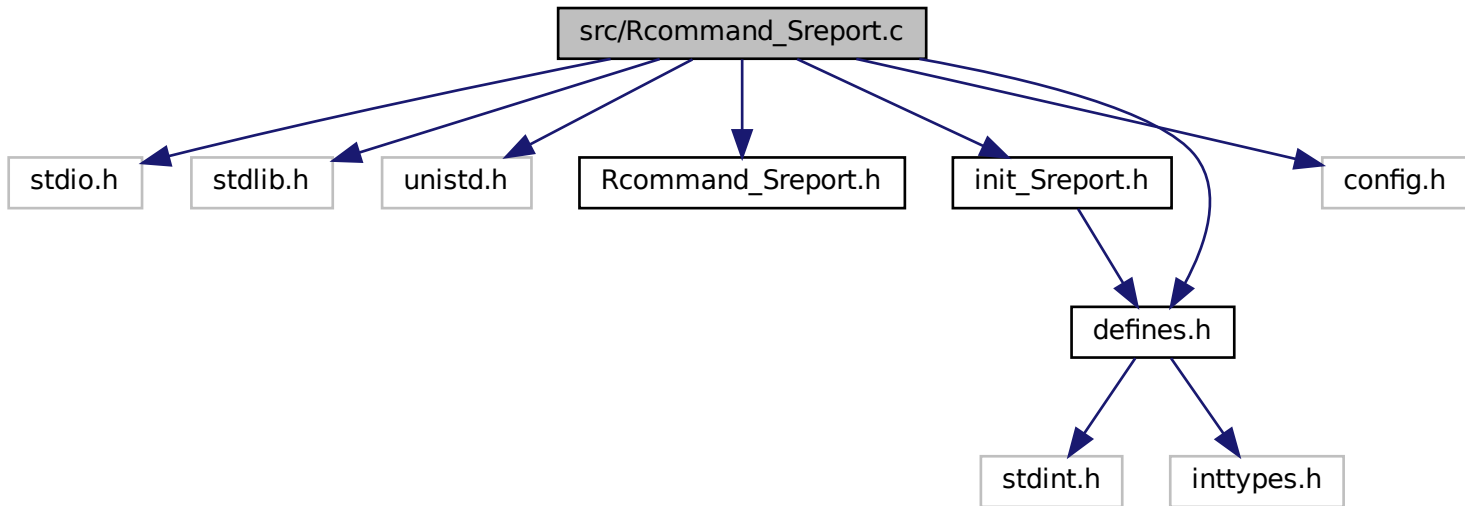 src/Rcommand_Sreport.c
stdio.h
stdlib.h
unistd.h
Rcommand_Sreport.h
init_Sreport.h
config.h
defines.h
stdint.h
inttypes.h